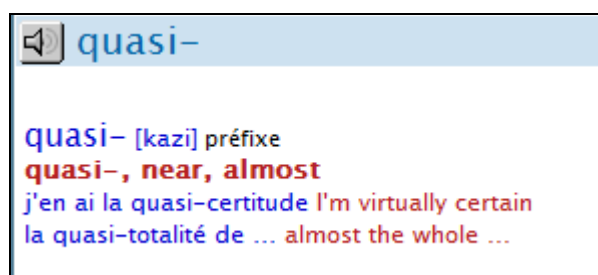 quasi-
quasi- [kazi] préfixe
quasi-, near, almost
j'en ai la quasi-certitude I'm virtually certain
la quasi-totalité de ... almost the whole ...